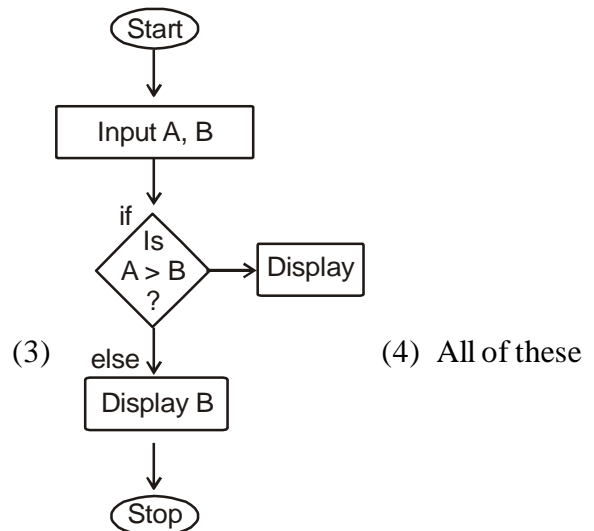 Start
Input A, B
if
Is
A > B
?
Display
(3)
else
Display B
Stop
(4) All of these